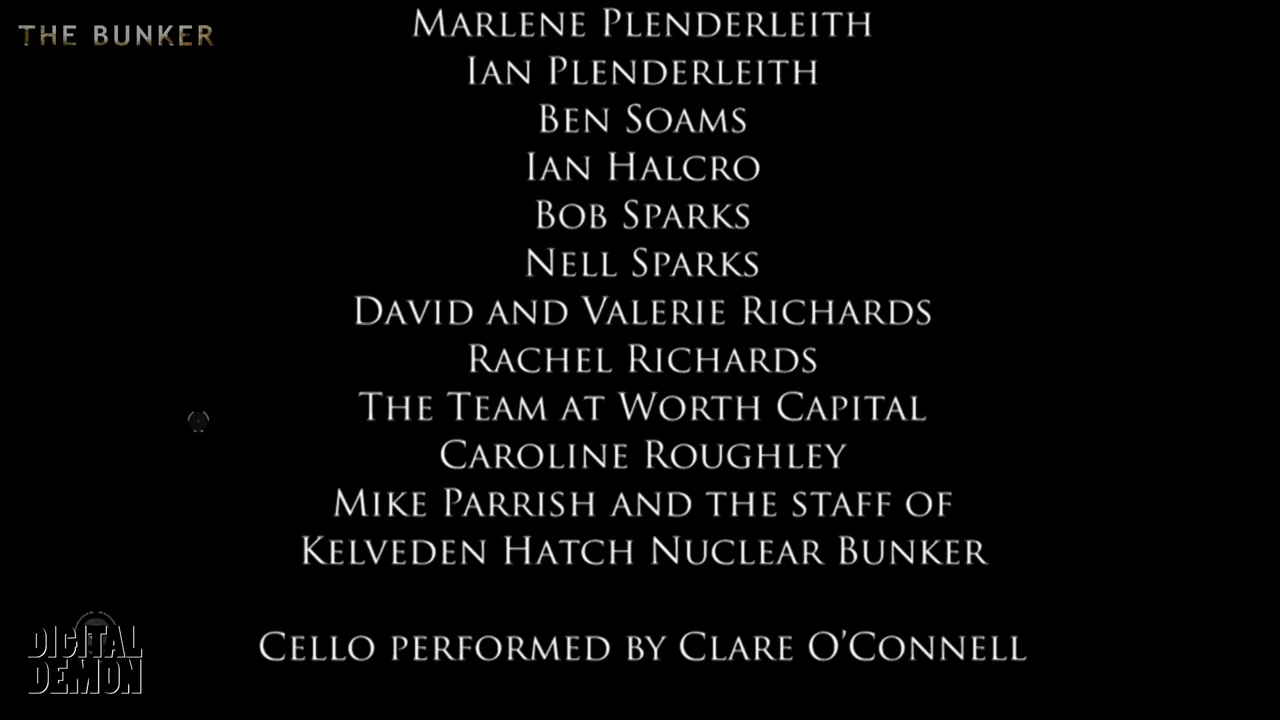 THE BUNKER
MARLENE PLENDERLEITH
IAN PLENDERLEITH
BEN SOAMS
IAN HALCRO
BOB SPARKS
NELL SPARKS
DAVID AND VALERIE RICHARDS
RACHEL RICHARDS
THE TEAM AT WORTH CAPITAL
CAROLINE ROUGHLEY
MIKE PARRISH AND THE STAFF OF
KELVEDEN HATCH NUCLEAR BUNKER
CELLO PERFORMED BY CLARE O'CONNELL
DIGITAL
DEMON